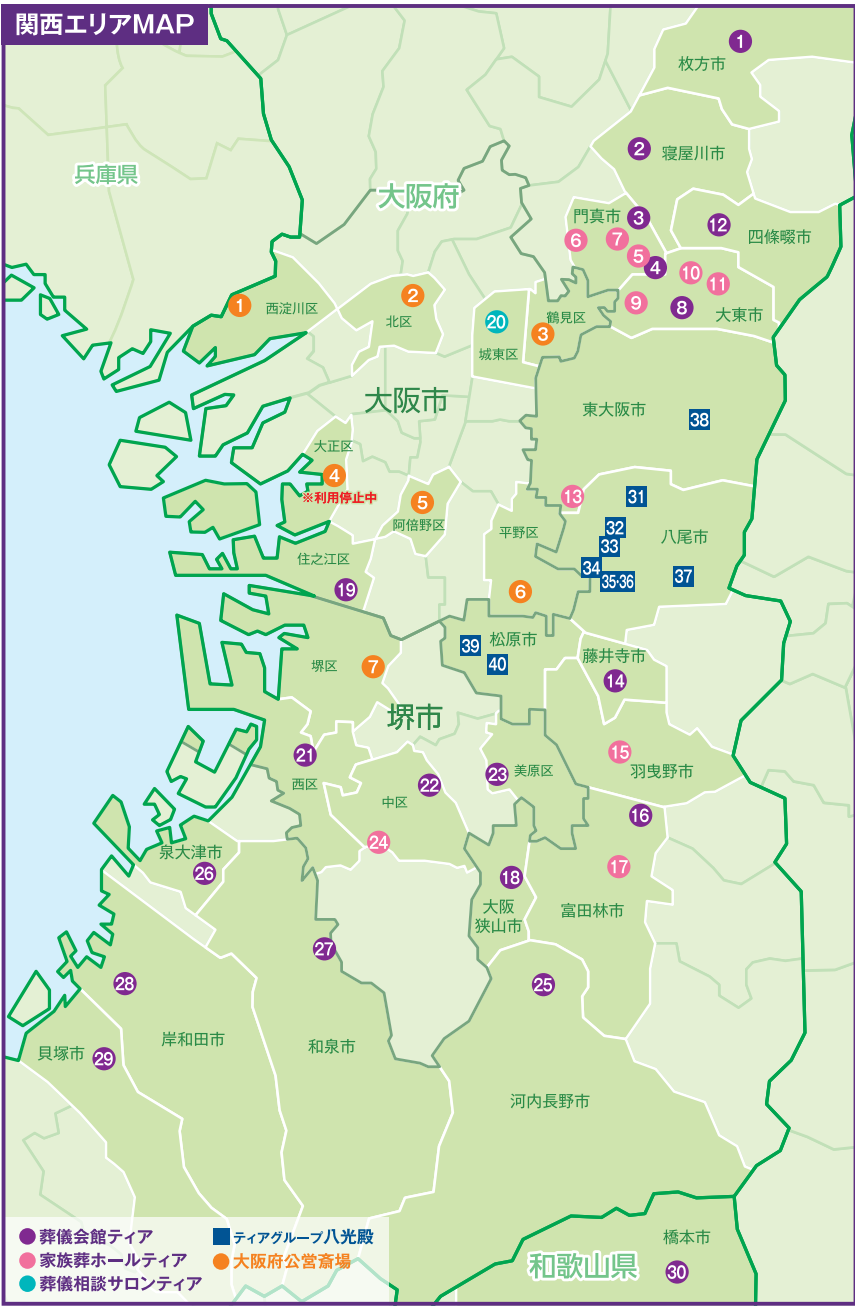 関西エリアMAP
1
枚方市
2
寝屋川市
兵庫県
大阪府
門真市
3
12
四條畷市
6
7
5
4
10
11
9
8
大東市
1
西淀川区
2
北区
20
城東区
鶴見区
3
大阪市
東大阪市
38
大正区
4
※利用停止中
5
阿倍野区
13
31
平野区
32
33
八尾市
34
35・36
37
住之江区
19
6
39
松原市
40
堺区
7
藤井寺市
14
堺市
21
西区
22
中区
23
美原区
15
羽曳野市
24
16
泉大津市
26
18
大阪
狭山市
17
富田林市
27
28
25
岸和田市
和泉市
貝塚市
29
河内長野市
橋本市
和歌山県
30
葬儀会館ティア
家族葬ホールティア
葬儀相談サロンティア
ティアグループ八光殿
大阪府公営斎場